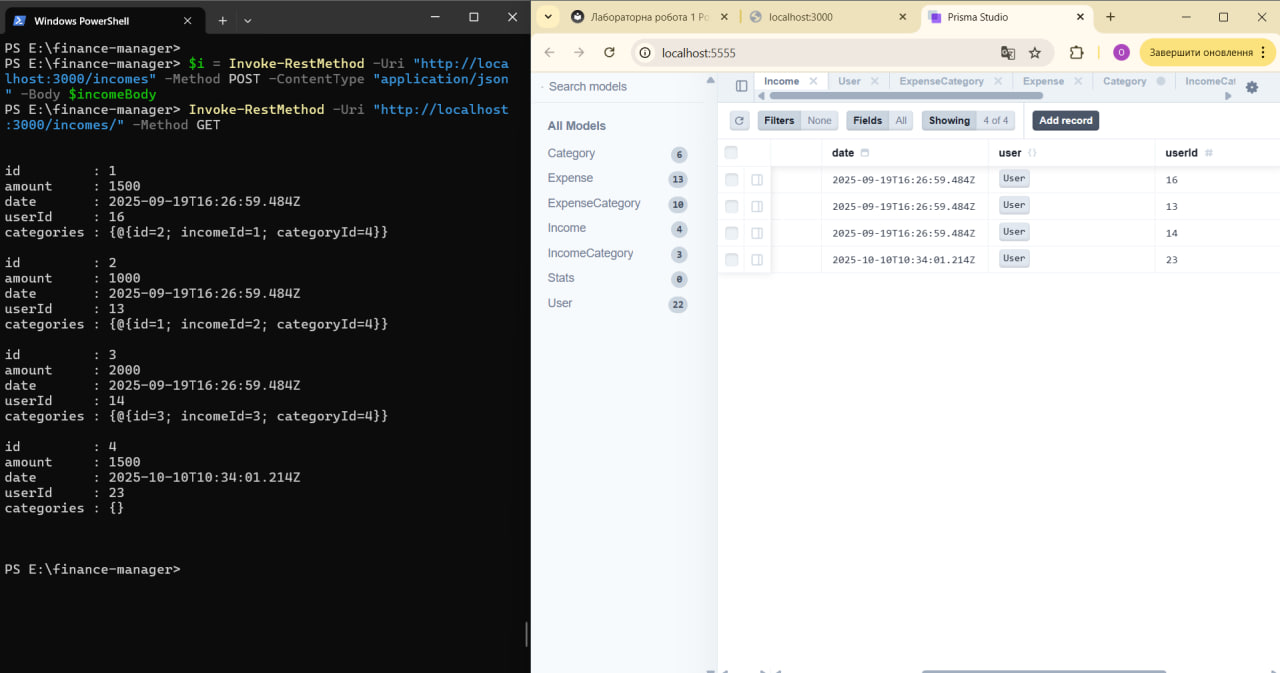 Windows PowerShell
PS E:\finance-manager>
PS E:\finance-manager> $i = Invoke-RestMethod -Uri "http://loca
lhost:3000/incomes" -Method POST -ContentType "application/json
" -Body $incomeBody
PS E:\finance-manager> Invoke-RestMethod -Uri "http://localhost
:3000/incomes/" -Method GET
id : 1
amount : 1500
date : 2025-09-19T16:26:59.484Z
userId : 16
categories : {@{id=2; incomeId=1; categoryId=4}}
id : 2
amount : 1000
date : 2025-09-19T16:26:59.484Z
userId : 13
categories : {@{id=1; incomeId=2; categoryId=4}}
id : 3
amount : 2000
date : 2025-09-19T16:26:59.484Z
userId : 14
categories : {@{id=3; incomeId=3; categoryId=4}}
id : 4
amount : 1500
date : 2025-10-10T10:34:01.214Z
userId : 23
categories : {}
PS E:\finance-manager>
Лабораторна робота 1 Ро
localhost:3000
Prisma Studio
localhost:5555
О
Завершити оновлення
Search models
All Models
Category 6
Expense 13
ExpenseCategory 10
Income 4
IncomeCategory 3
Stats 0
User 22
Income User ExpenseCategory Expense Category IncomeCat
Filters None Fields All Showing 4 of 4 Add record
date user {} userId #
2025-09-19T16:26:59.484Z User 16
2025-09-19T16:26:59.484Z User 13
2025-09-19T16:26:59.484Z User 14
2025-10-10T10:34:01.214Z User 23